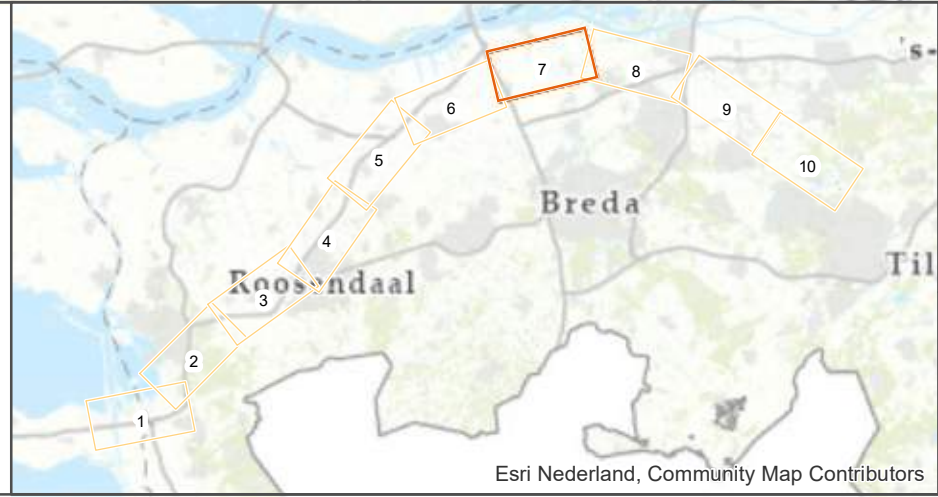 's-
7
8
6
9
5
10
Breda
4
Til
Roosendaal
3
2
1
Esri Nederland, Community Map Contributors